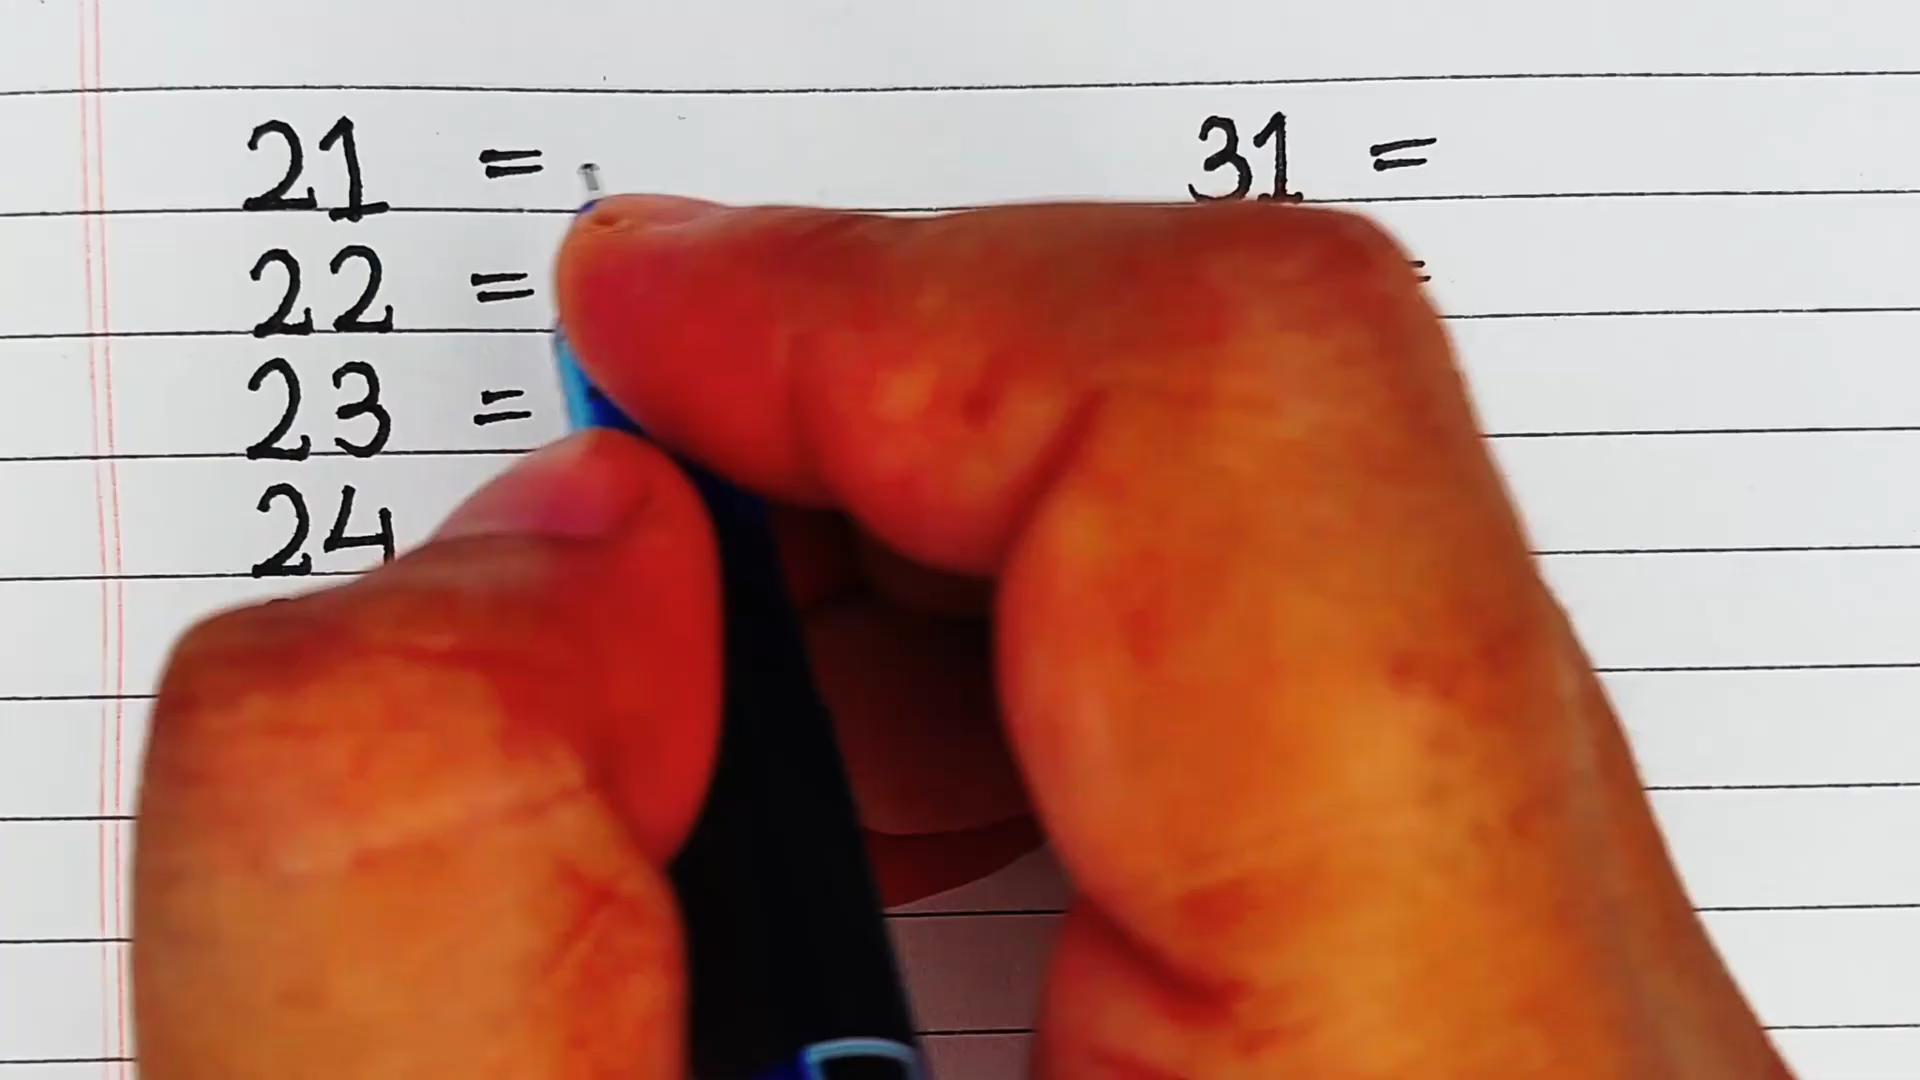 21 = 31 =
22 = =
23 =
24